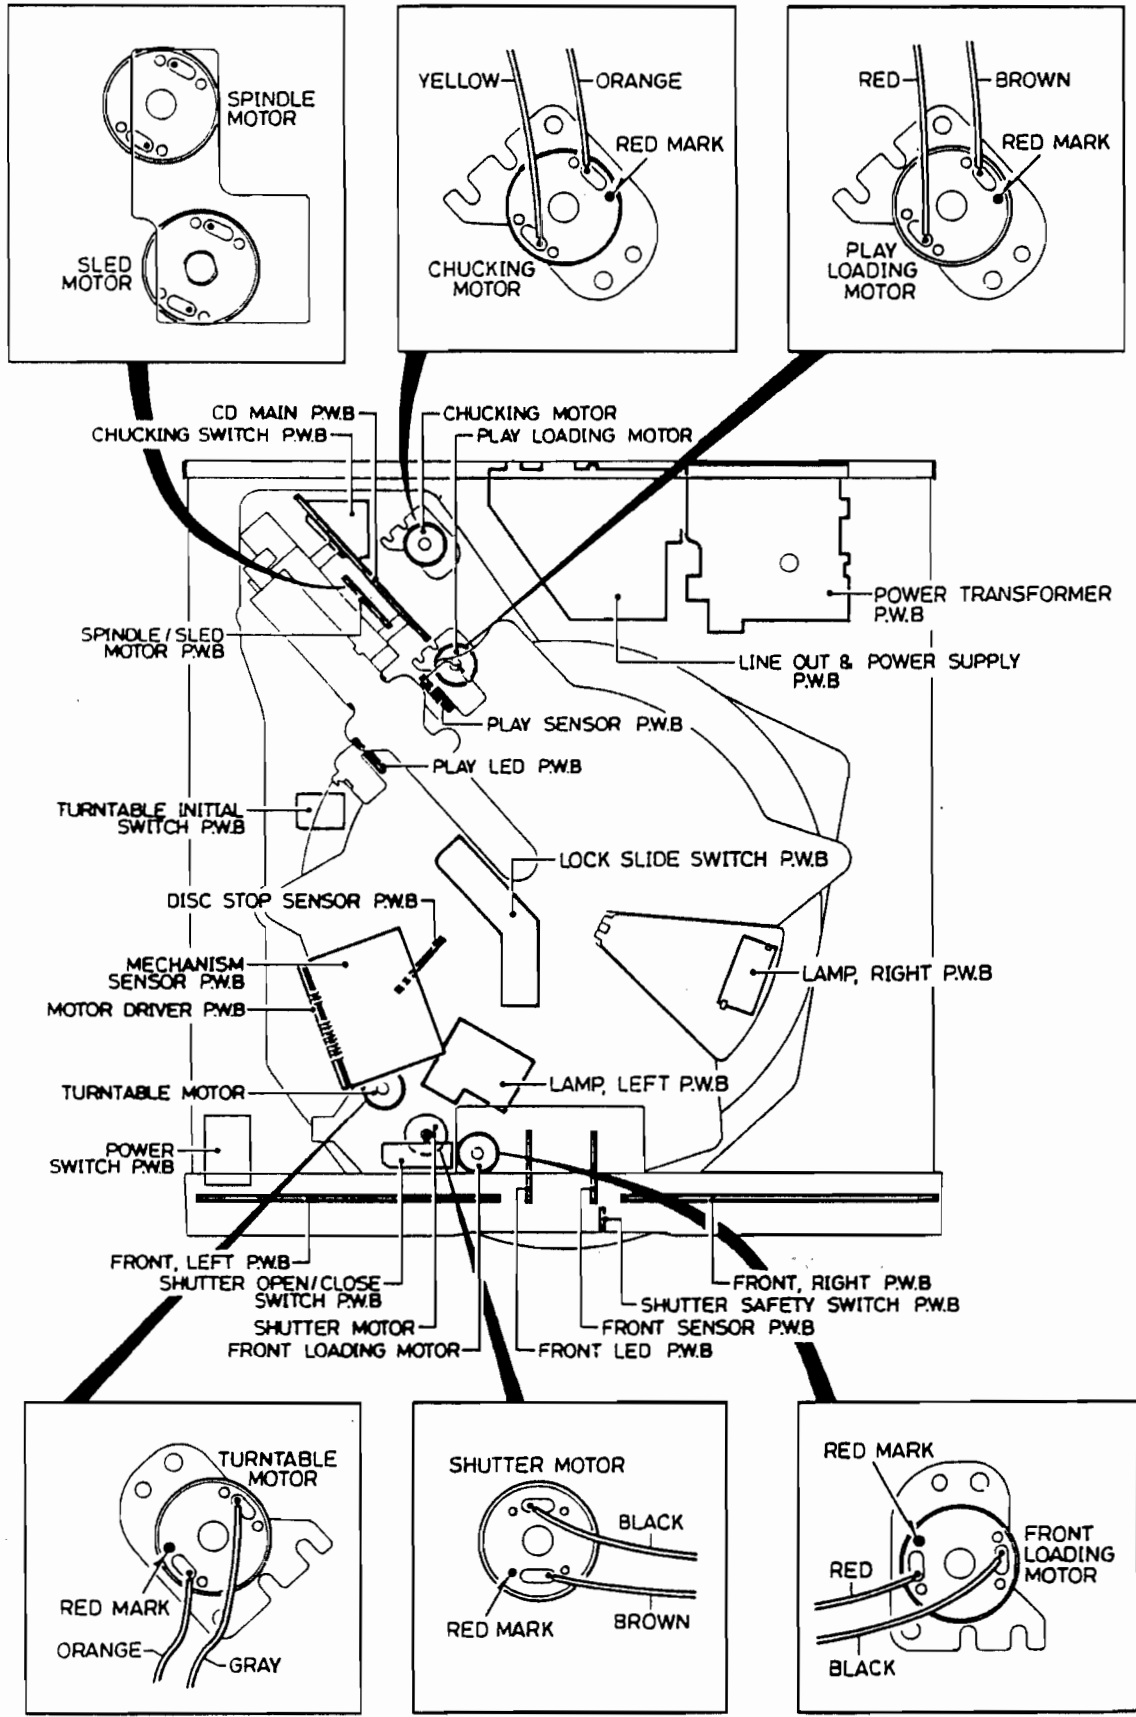 SPINDLE
MOTOR
SLED
MOTOR
YELLOW
ORANGE
RED MARK
CHUCKING
MOTOR
RED
BROWN
RED MARK
PLAY
LOADING
MOTOR
CD MAIN P.W.B
CHUCKING SWITCH P.W.B
CHUCKING MOTOR
PLAY LOADING MOTOR
POWER TRANSFORMER
P.W.B
SPINDLE/SLED
MOTOR P.W.B
LINE OUT & POWER SUPPLY
P.W.B
PLAY SENSOR P.W.B
PLAY LED P.W.B
TURNTABLE INITIAL
SWITCH P.W.B
LOCK SLIDE SWITCH P.W.B
DISC STOP SENSOR P.W.B
MECHANISM
SENSOR P.W.B
LAMP, RIGHT P.W.B
MOTOR DRIVER P.W.B
TURNTABLE MOTOR
LAMP, LEFT P.W.B
POWER
SWITCH P.W.B
FRONT, LEFT P.W.B
SHUTTER OPEN/CLOSE
SWITCH P.W.B
SHUTTER MOTOR
FRONT LOADING MOTOR
FRONT, RIGHT P.W.B
SHUTTER SAFETY SWITCH P.W.B
FRONT SENSOR P.W.B
FRONT LED P.W.B
TURNTABLE
MOTOR
RED MARK
ORANGE
GRAY
SHUTTER MOTOR
BLACK
RED MARK
BROWN
RED MARK
FRONT
LOADING
MOTOR
RED
BLACK